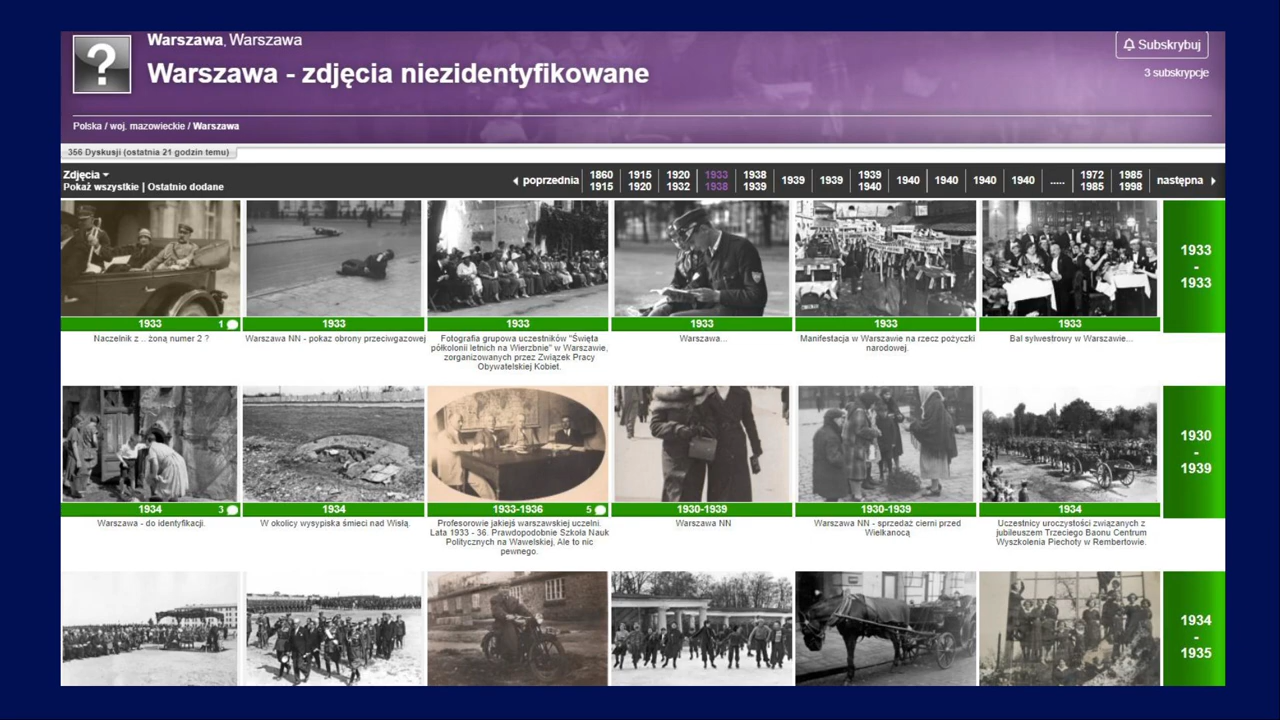 Warszawa, Warszawa
Warszawa - zdjęcia niezidentyfikowane
Subskrybuj
3 subskrypcje
Polska / woj. mazowieckie / Warszawa
356 Dyskusji (ostatnia 21 godzin temu)
Zdjęcia
Pokaż wszystkie | Ostatnio dodane
poprzednia
1860 1915
1915 1920
1920 1932
1933 1938
1938 1939
1939
1939
1939 1940
1940
1940
1940
1940
.....
1972 1985
1985 1998
następna
1933 1
1933
1933
1933
1933
1933
1933 - 1933
Naczelnik z .. żoną numer 2 ?
Warszawa NN - pokaz obrony przeciwgazowej
Fotografia grupowa uczestników "Święta
półkolonii letnich na Wierzbnie" w Warszawie,
zorganizowanych przez Związek Pracy
Obywatelskiej Kobiet.
Warszawa...
Manifestacja w Warszawie na rzecz pożyczki
narodowej.
Bal sylwestrowy w Warszawie...
1934 3
1934
1933-1936 5
1930-1939
1930-1939
1934
1930 - 1939
Warszawa - do identyfikacji.
W okolicy wysypiska śmieci nad Wisłą.
Profesorowie jakiejś warszawskiej uczelni.
Lata 1933 - 36. Prawdopodobnie Szkoła Nauk
Politycznych na Wawelskiej. Ale to nic
pewnego.
Warszawa NN
Warszawa NN - sprzedaż cierni przed
Wielkanocą
Uczestnicy uroczystości związanych z
jubileuszem Trzeciego Baonu Centrum
Wyszkolenia Piechoty w Rembertowie.
1934 - 1935